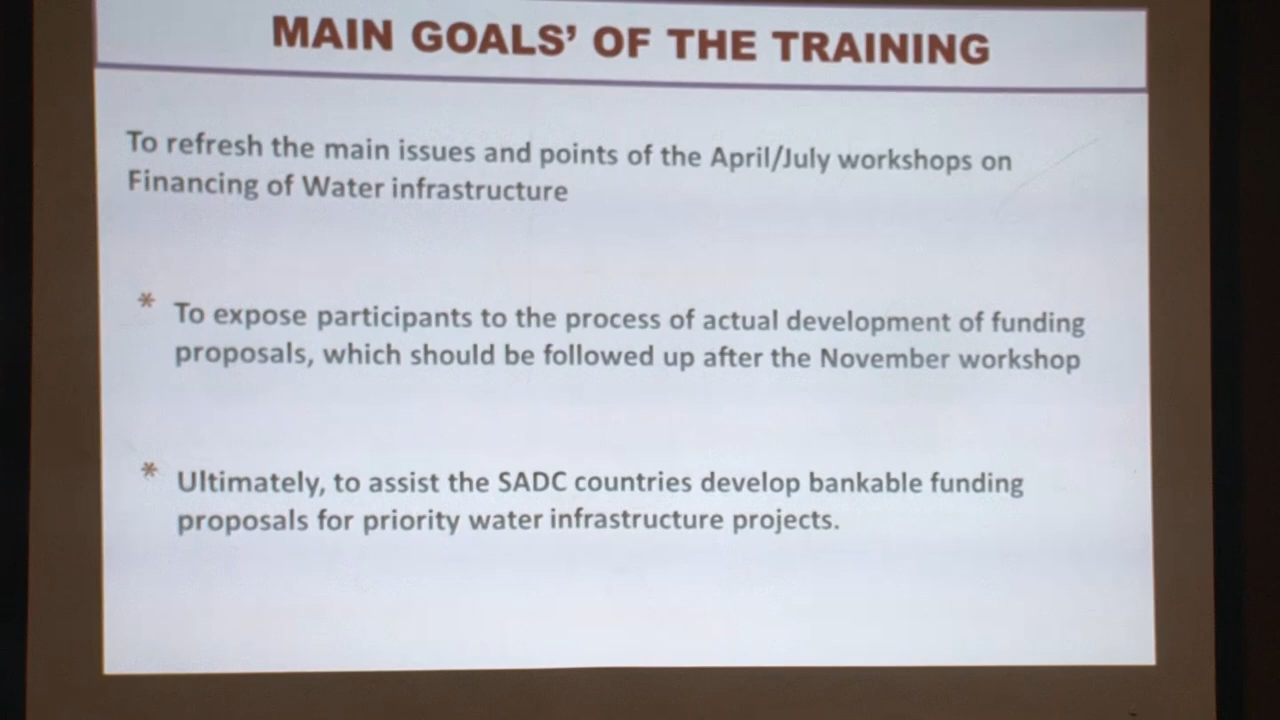 MAIN GOALS’ OF THE TRAINING
To refresh the main issues and points of the April/July workshops on
Financing of Water infrastructure
* To expose participants to the process of actual development of funding
proposals, which should be followed up after the November workshop
* Ultimately, to assist the SADC countries develop bankable funding
proposals for priority water infrastructure projects.